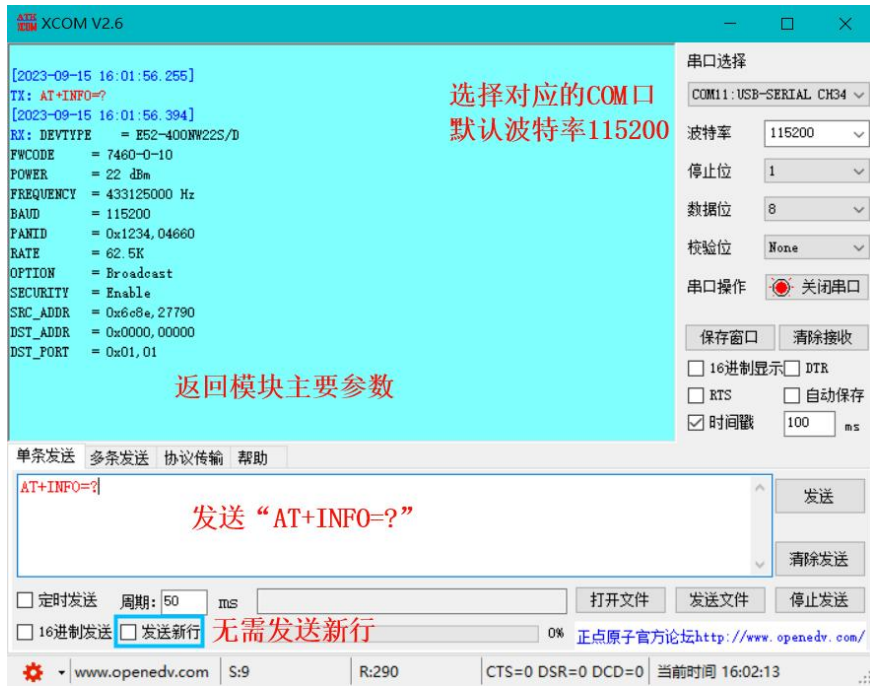 XCOM V2.6
[2023-09-15 16:01:56.255]
TX: AT+INFO=?
[2023-09-15 16:01:56.394]
RX: DEVTYPE = E52-400NW22S/D
FWCODE = 7460-0-10
POWER = 22 dBm
FREQUENCY = 433125000 Hz
BAUD = 115200
PANID = 0x1234,04660
RATE = 62.5K
OPTION = Broadcast
SECURITY = Enable
SRC_ADDR = 0x6c8e,27790
DST_ADDR = 0x0000,00000
DST_PORT = 0x01,01
选择对应的COM口
默认波特率115200
返回模块主要参数
串口选择
COM11:USB-SERIAL CH34
波特率 115200
停止位 1
数据位 8
校验位 None
串口操作 关闭串口
保存窗口 清除接收
16进制显示 DTR
RTS 自动保存
时间戳 100 ms
单条发送 多条发送 协议传输 帮助
AT+INFO=?
发送“AT+INFO=?”
发送
清除发送
定时发送 周期: 50 ms 打开文件 发送文件 停止发送
16进制发送 发送新行 无需发送新行 0% 正点原子官方论坛http://www.openedv.com/
www.openedv.com S:9 R:290 CTS=0 DSR=0 DCD=0 当前时间 16:02:13